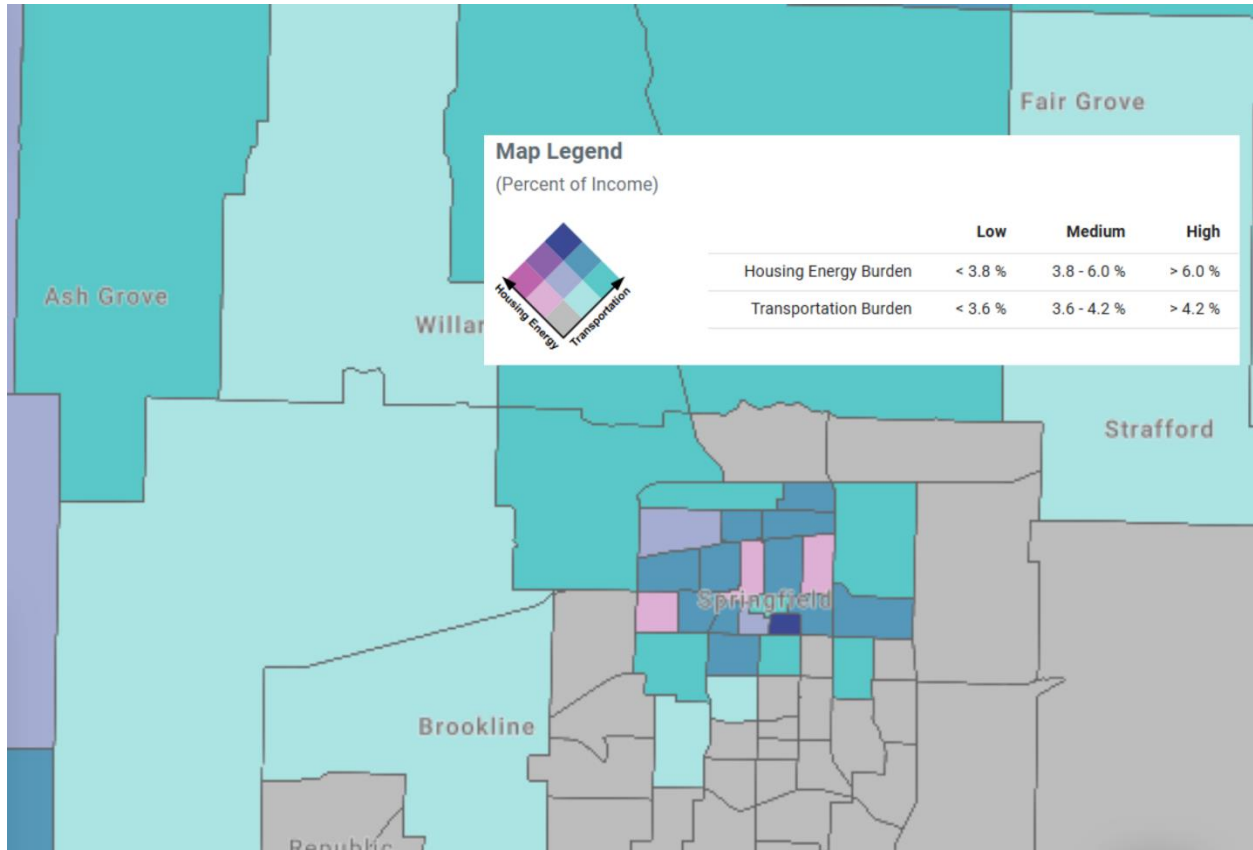 Fair Grove
Map Legend
(Percent of Income)
Low Medium High
Housing Energy Burden < 3.8 % 3.8 - 6.0 % > 6.0 %
Transportation Burden < 3.6 % 3.6 - 4.2 % > 4.2 %
Housing Energy
Transportation
Ash Grove
Willar
Strafford
Springfield
Brookline
Republic